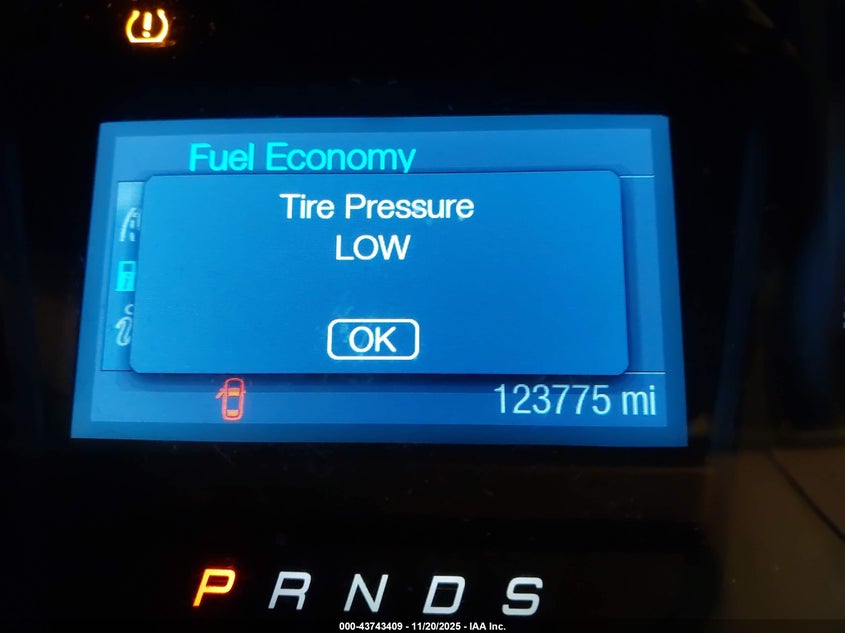 Fuel Economy
Tire Pressure
LOW
OK
123775 mi
P R N D S
000-43743409 - 11/20/2025 - IAA Inc.